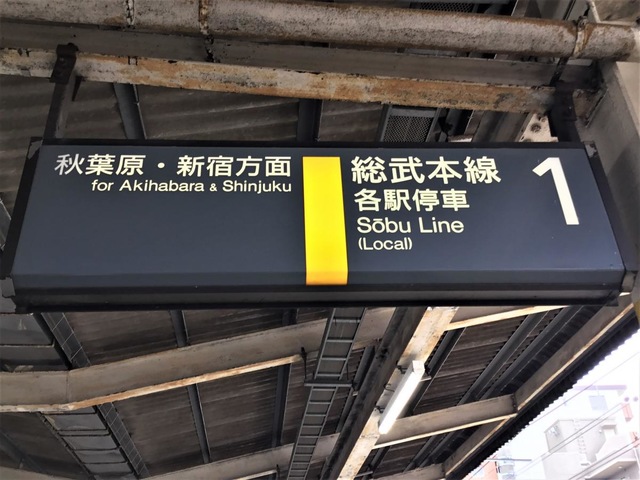 秋葉原・新宿方面
for Akihabara & Shinjuku
総武本線
各駅停車
Sōbu Line
(Local)
1